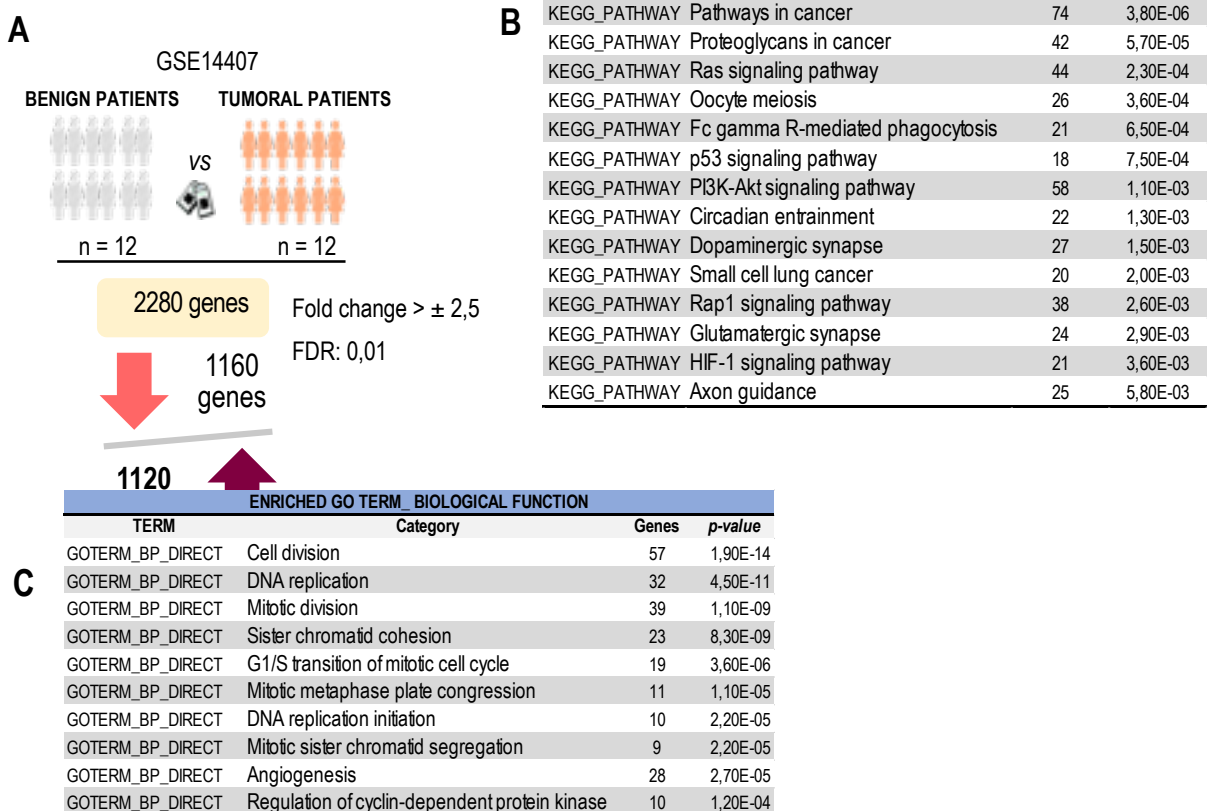 A
GSE14407
BENIGN PATIENTS TUMORAL PATIENTS
vs
n = 12 n = 12
2280 genes
Fold change > ± 2,5
FDR: 0,01
1160
genes
1120
B
KEGG_PATHWAY Pathways in cancer 74 3,80E-06
KEGG_PATHWAY Proteoglycans in cancer 42 5,70E-05
KEGG_PATHWAY Ras signaling pathway 44 2,30E-04
KEGG_PATHWAY Oocyte meiosis 26 3,60E-04
KEGG_PATHWAY Fc gamma R-mediated phagocytosis 21 6,50E-04
KEGG_PATHWAY p53 signaling pathway 18 7,50E-04
KEGG_PATHWAY PI3K-Akt signaling pathway 58 1,10E-03
KEGG_PATHWAY Circadian entrainment 22 1,30E-03
KEGG_PATHWAY Dopaminergic synapse 27 1,50E-03
KEGG_PATHWAY Small cell lung cancer 20 2,00E-03
KEGG_PATHWAY Rap1 signaling pathway 38 2,60E-03
KEGG_PATHWAY Glutamatergic synapse 24 2,90E-03
KEGG_PATHWAY HIF-1 signaling pathway 21 3,60E-03
KEGG_PATHWAY Axon guidance 25 5,80E-03
C
ENRICHED GO TERM_ BIOLOGICAL FUNCTION
TERM Category Genes p-value
GOTERM_BP_DIRECT Cell division 57 1,90E-14
GOTERM_BP_DIRECT DNA replication 32 4,50E-11
GOTERM_BP_DIRECT Mitotic division 39 1,10E-09
GOTERM_BP_DIRECT Sister chromatid cohesion 23 8,30E-09
GOTERM_BP_DIRECT G1/S transition of mitotic cell cycle 19 3,60E-06
GOTERM_BP_DIRECT Mitotic metaphase plate congression 11 1,10E-05
GOTERM_BP_DIRECT DNA replication initiation 10 2,20E-05
GOTERM_BP_DIRECT Mitotic sister chromatid segregation 9 2,20E-05
GOTERM_BP_DIRECT Angiogenesis 28 2,70E-05
GOTERM_BP_DIRECT Regulation of cyclin-dependent protein kinase 10 1,20E-04